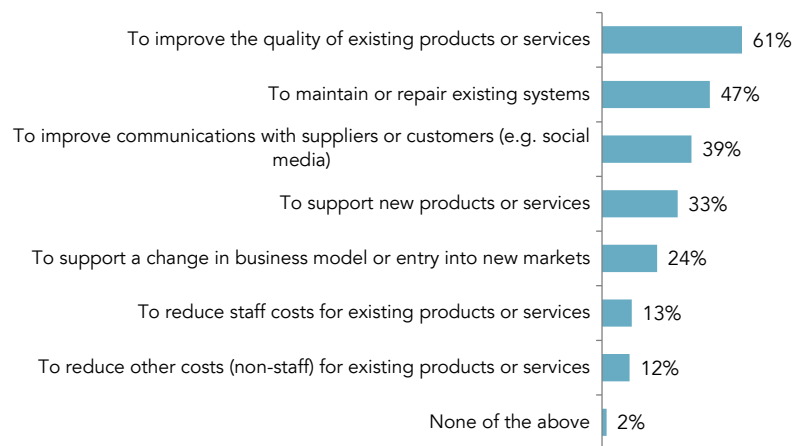 To improve the quality of existing products or services 61%
To maintain or repair existing systems 47%
To improve communications with suppliers or customers (e.g. social
media) 39%
To support new products or services 33%
To support a change in business model or entry into new markets 24%
To reduce staff costs for existing products or services 13%
To reduce other costs (non-staff) for existing products or services 12%
None of the above 2%